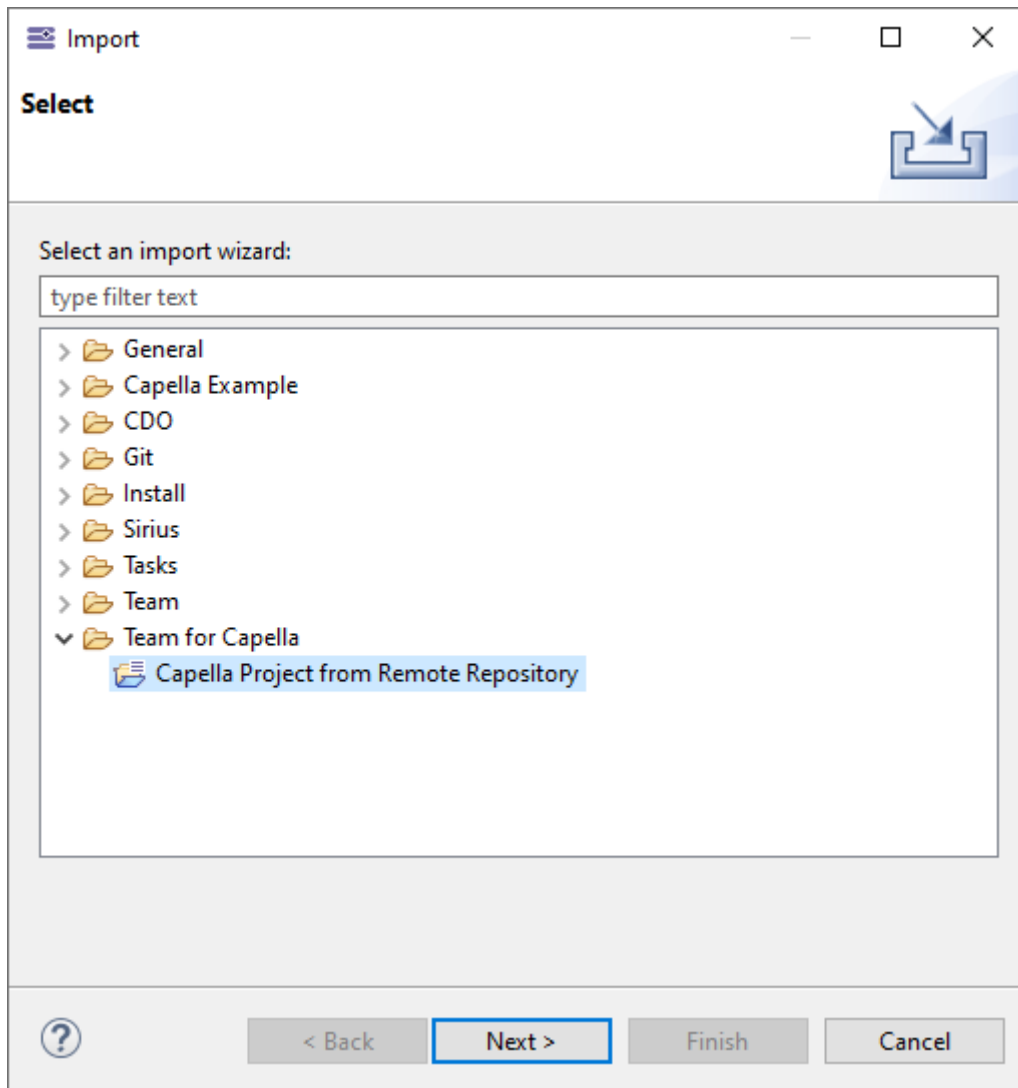 Import
Select
Select an import wizard:
type filter text
General
Capella Example
CDO
Git
Install
Sirius
Tasks
Team
Team for Capella
Capella Project from Remote Repository
? < Back Next > Finish Cancel